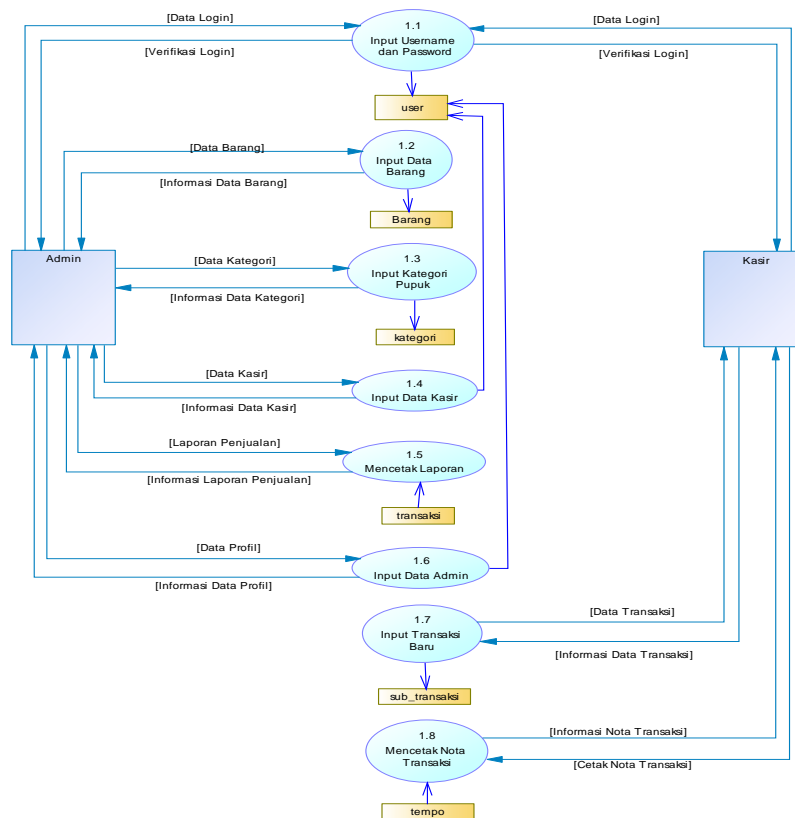 [Data Login]
1.1
Input Username
dan Password
[Data Login]
[Verifikasi Login]
[Verifikasi Login]
user
[Data Barang]
1.2
Input Data
Barang
[Informasi Data Barang]
Barang
Admin
Kasir
[Data Kategori]
1.3
Input Kategori
Pupuk
[Informasi Data Kategori]
kategori
[Data Kasir]
1.4
Input Data Kasir
[Informasi Data Kasir]
[Laporan Penjualan]
1.5
Mencetak Laporan
[Informasi Laporan Penjualan]
transaksi
[Data Profil]
1.6
Input Data Admin
[Informasi Data Profil]
1.7
Input Transaksi
Baru
[Data Transaksi]
[Informasi Data Transaksi]
sub_transaksi
1.8
Mencetak Nota
Transaksi
[Informasi Nota Transaksi]
[Cetak Nota Transaksi]
tempo